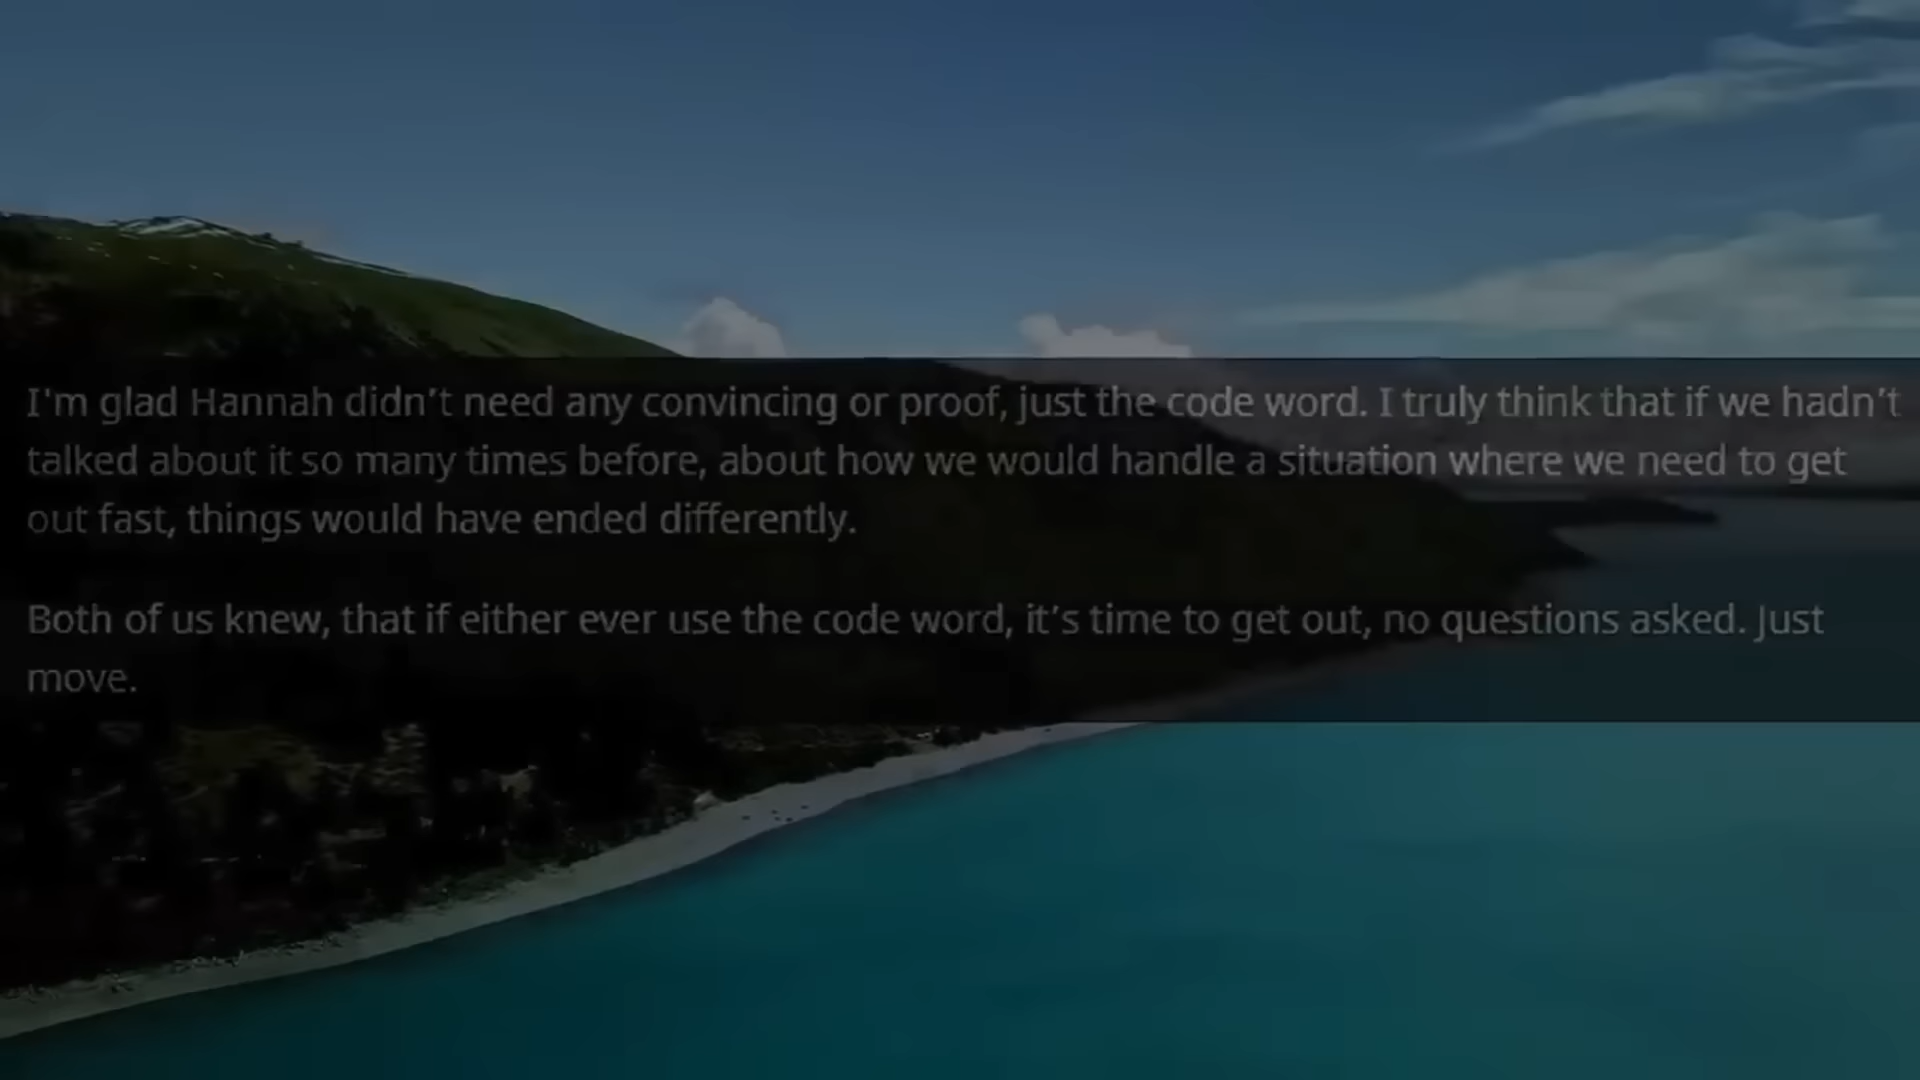 I'm glad Hannah didn’t need any convincing or proof, just the code word. I truly think that if we hadn’t
talked about it so many times before, about how we would handle a situation where we need to get
out fast, things would have ended differently.
Both of us knew, that if either ever use the code word, it’s time to get out, no questions asked. Just
move.